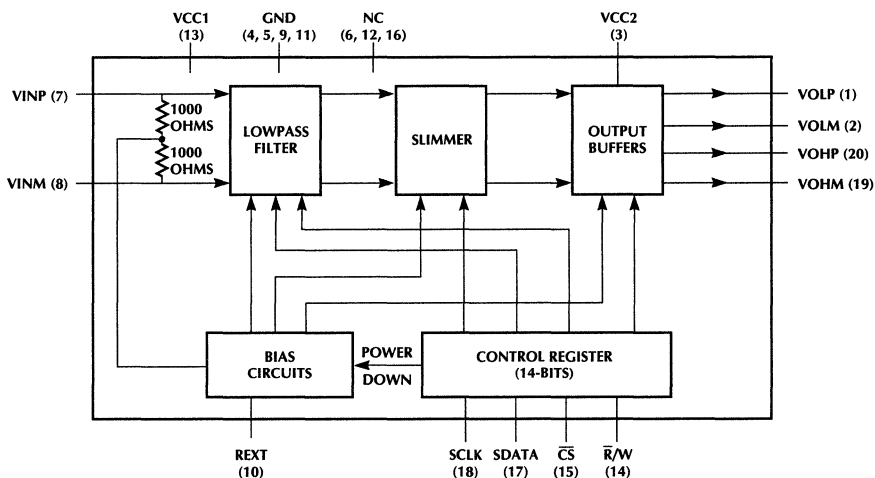 VCC1
(13)
GND
(4, 5, 9, 11)
NC
(6, 12, 16)
VCC2
(3)
VINP (7)
1000
OHMS
1000
OHMS
VINM (8)
LOWPASS
FILTER
SLIMMER
OUTPUT
BUFFERS
VOLP (1)
VOLM (2)
VOHP (20)
VOHM (19)
BIAS
CIRCUITS
POWER
DOWN
CONTROL REGISTER
(14-BITS)
REXT
(10)
SCLK
(18)
SDATA
(17)
C̅S̅
(15)
R̅/W
(14)